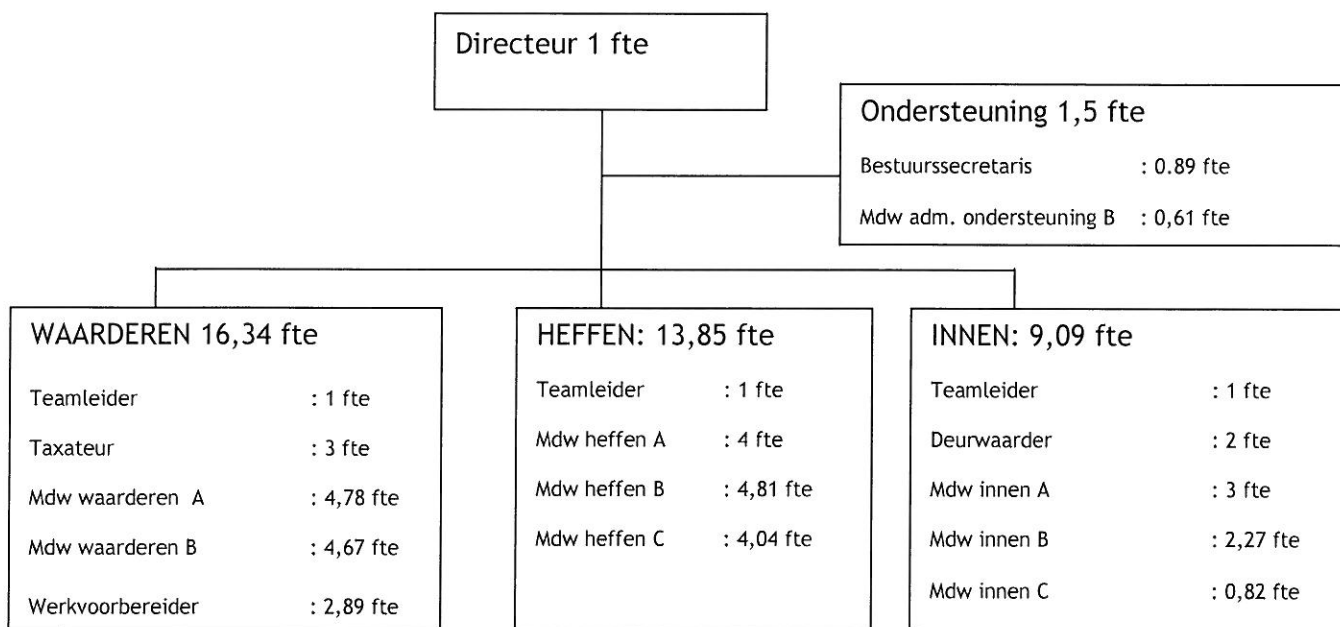 Directeur 1 fte
Ondersteuning 1,5 fte
Bestuurssecretaris : 0.89 fte
Mdw adm. ondersteuning B : 0,61 fte
WAARDEREN 16,34 fte
Teamleider : 1 fte
Taxateur : 3 fte
Mdw waarderen A : 4,78 fte
Mdw waarderen B : 4,67 fte
Werkvoorbereider : 2,89 fte
HEFFEN: 13,85 fte
Teamleider : 1 fte
Mdw heffen A : 4 fte
Mdw heffen B : 4,81 fte
Mdw heffen C : 4,04 fte
INNEN: 9,09 fte
Teamleider : 1 fte
Deurwaarder : 2 fte
Mdw innen A : 3 fte
Mdw innen B : 2,27 fte
Mdw innen C : 0,82 fte